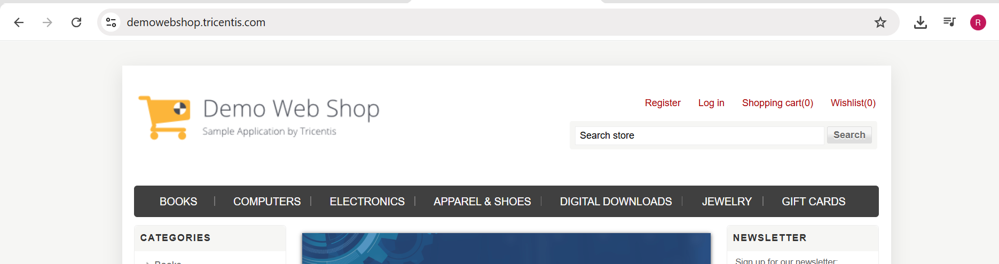 demowebshop.tricentis.com
R
Demo Web Shop
Sample Application by Tricentis
Register Log in Shopping cart(0) Wishlist(0)
Search store Search
BOOKS COMPUTERS ELECTRONICS APPAREL & SHOES DIGITAL DOWNLOADS JEWELRY GIFT CARDS
CATEGORIES
Books
NEWSLETTER
Sign up for our newsletter: